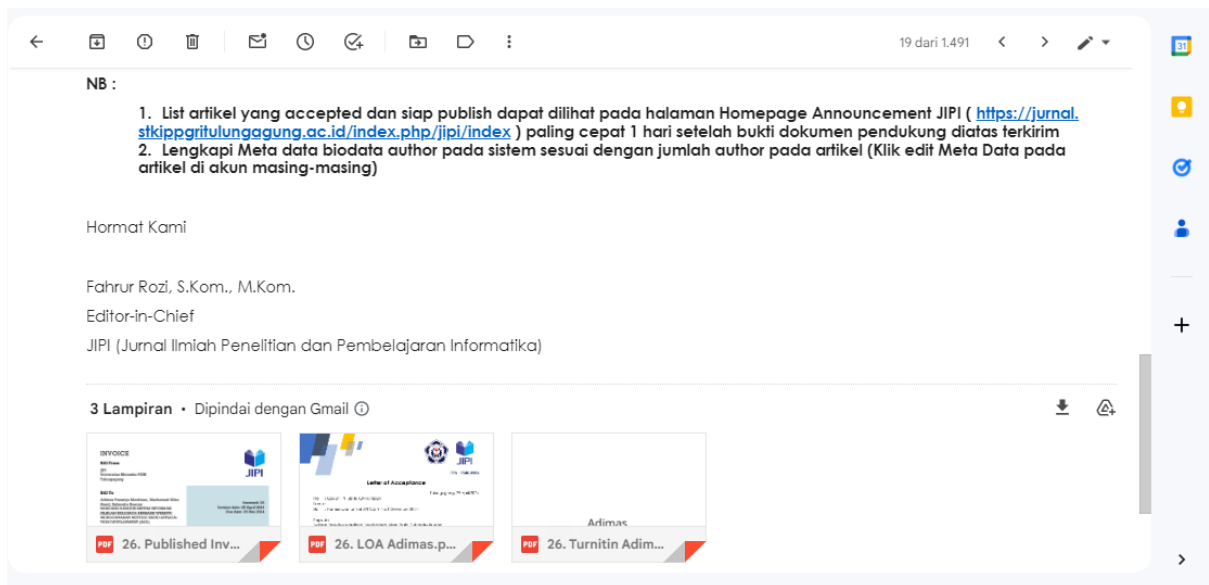 19 dari 1.491
31
NB :
1. List artikel yang accepted dan siap publish dapat dilihat pada halaman Homepage Announcement JIPI ( https://jurnal.
stkippgritulungagung.ac.id/index.php/jipi/index ) paling cepat 1 hari setelah bukti dokumen pendukung diatas terkirim
2. Lengkapi Meta data biodata author pada sistem sesuai dengan jumlah author pada artikel (Klik edit Meta Data pada
artikel di akun masing-masing)
Hormat Kami
Fahrur Rozi, S.Kom., M.Kom.
Editor-in-Chief
JIPI (Jurnal Ilmiah Penelitian dan Pembelajaran Informatika)
3 Lampiran • Dipindai dengan Gmail
INVOICE
JIPI
JIPI
Letter of Acceptance
Adimas
PDF 26. Published Inv...
PDF 26. LOA Adimas.p...
PDF 26. Turnitin Adim...